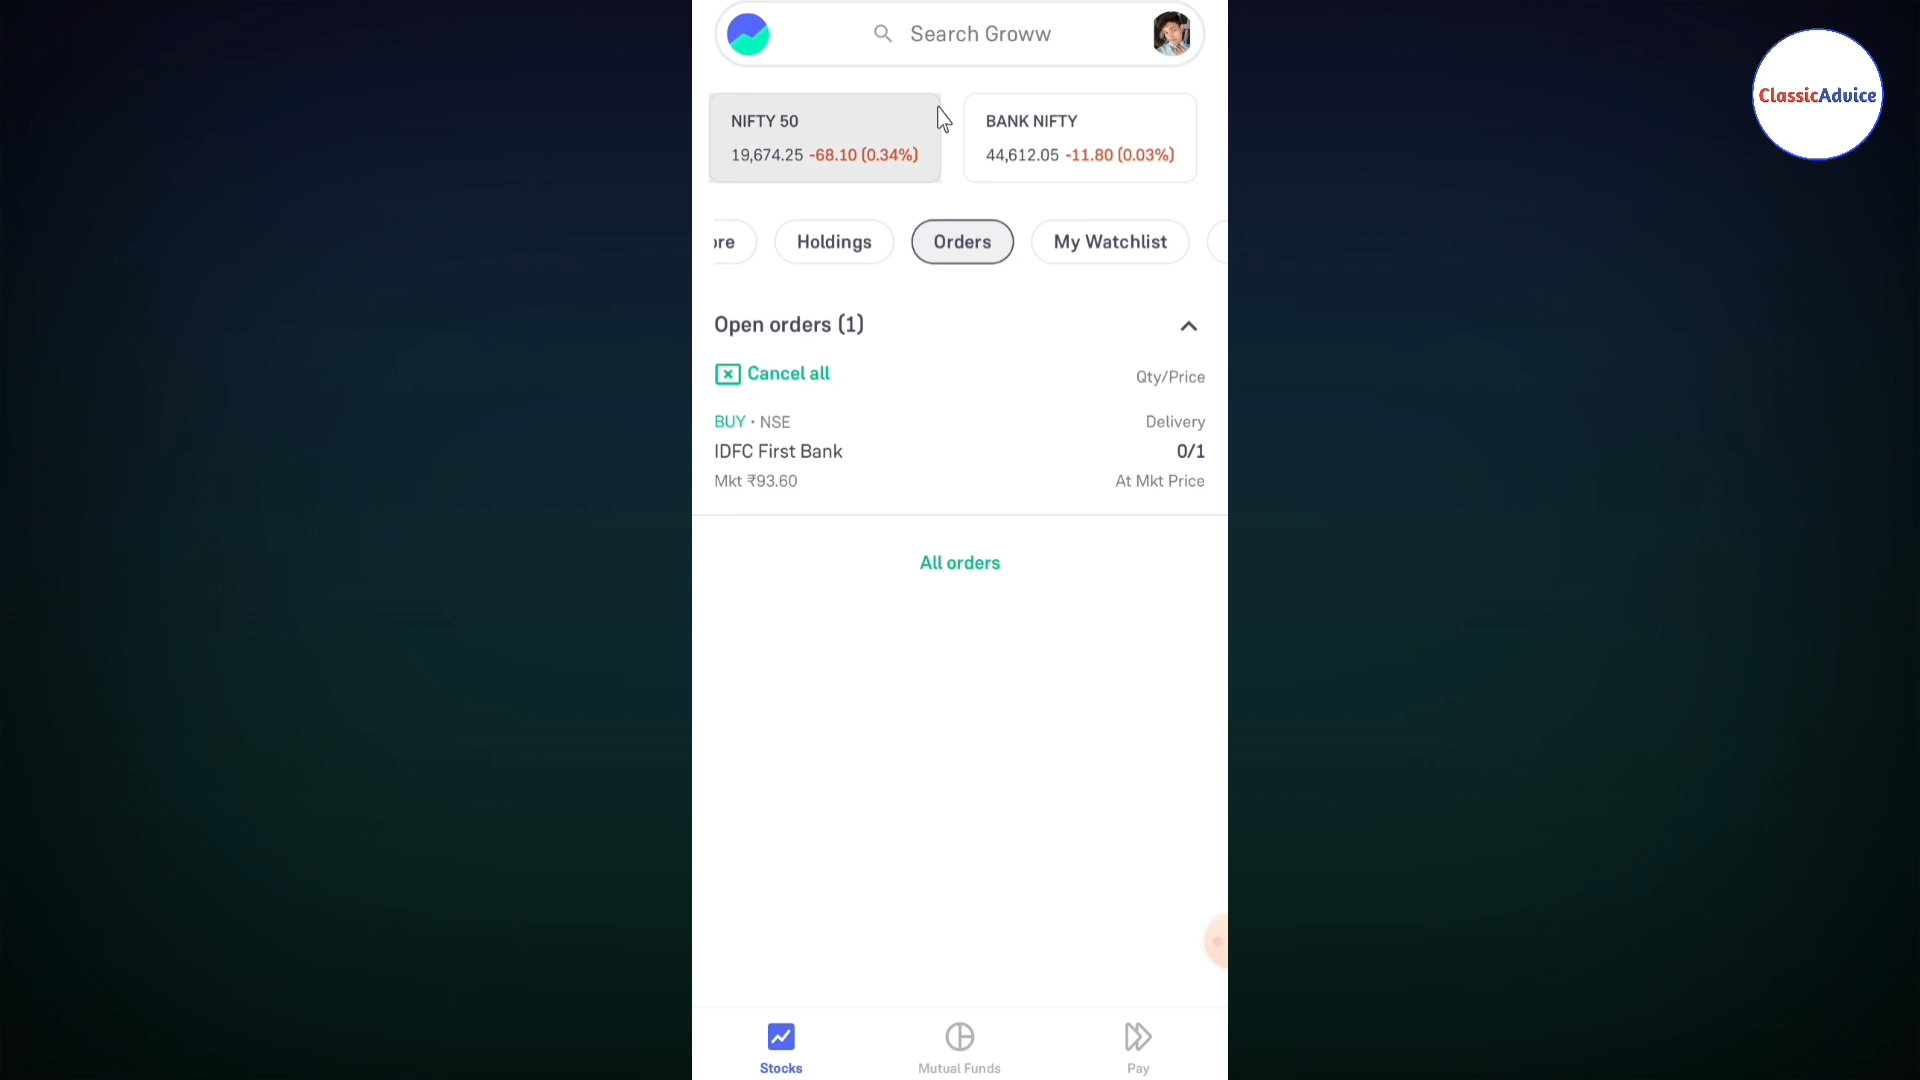 Search Groww
ClassicAdvice
NIFTY 50
19,674.25 -68.10 (0.34%)
BANK NIFTY
44,612.05 -11.80 (0.03%)
ore
Holdings
Orders
My Watchlist
Open orders (1)
Cancel all
Qty/Price
BUY · NSE
Delivery
IDFC First Bank
0/1
Mkt ₹93.60
At Mkt Price
All orders
Stocks
Mutual Funds
Pay